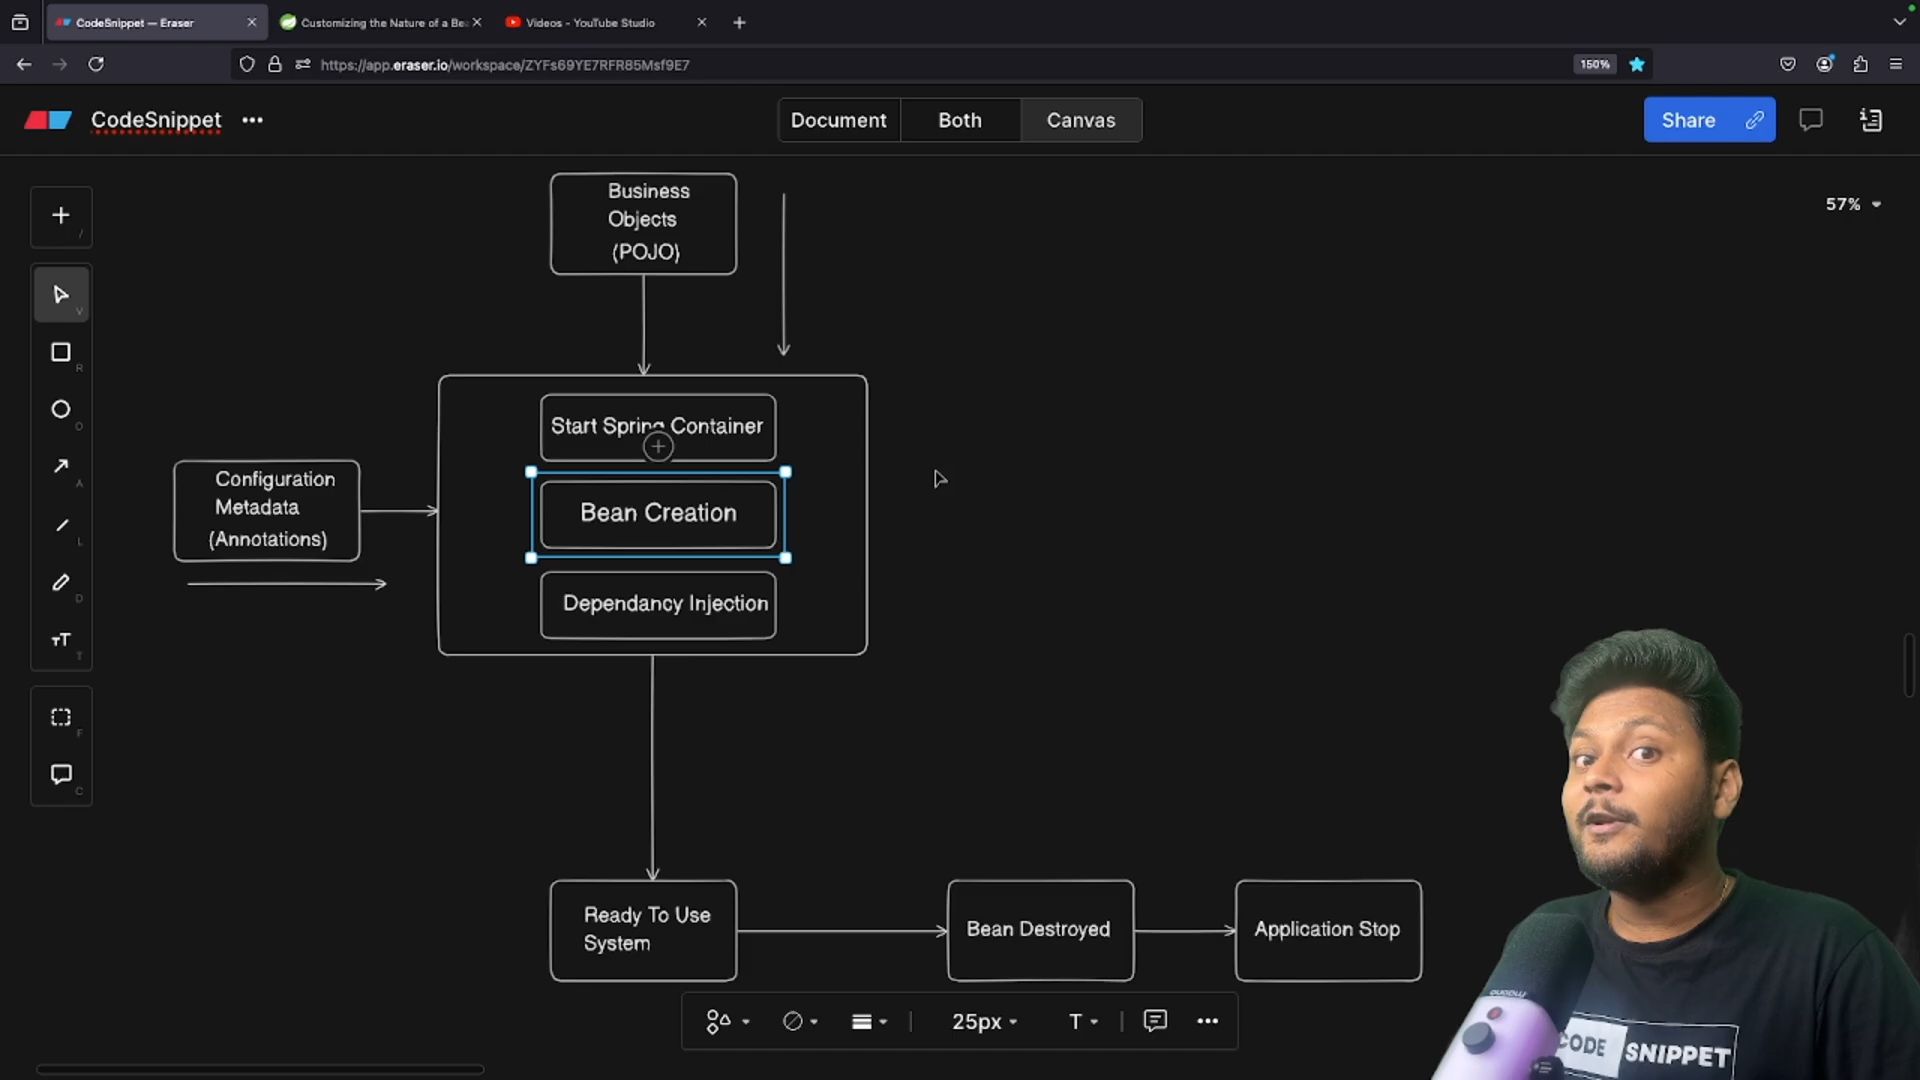 CodeSnippet — Eraser
Customizing the Nature of a Be
Videos - YouTube Studio
https://app.eraser.io/workspace/ZYFs69YE7RFR85Msf9E7
150%
CodeSnippet
Document
Both
Canvas
Share
57%
/
V
R
O
A
L
D
T
F
C
Business
Objects
(POJO)
Start Spring Container
Configuration
Metadata
(Annotations)
Bean Creation
Dependancy Injection
Ready To Use
System
Bean Destroyed
Application Stop
25px
T
CODE SNIPPET